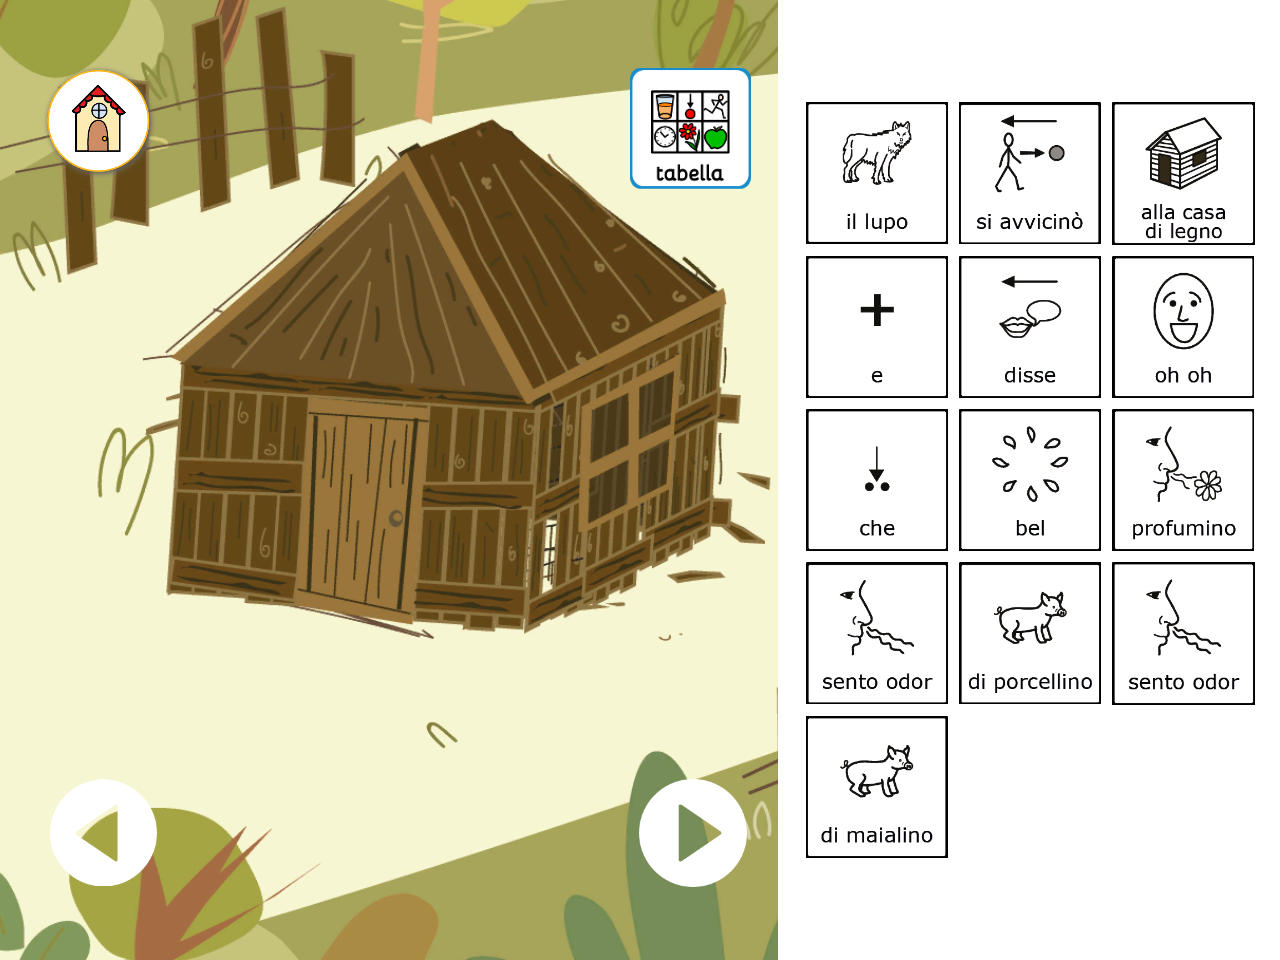 tabella
il lupo
si avvicinò
alla casa
di legno
e
disse
oh oh
che
bel
profumino
sento odor
di porcellino
sento odor
di maialino